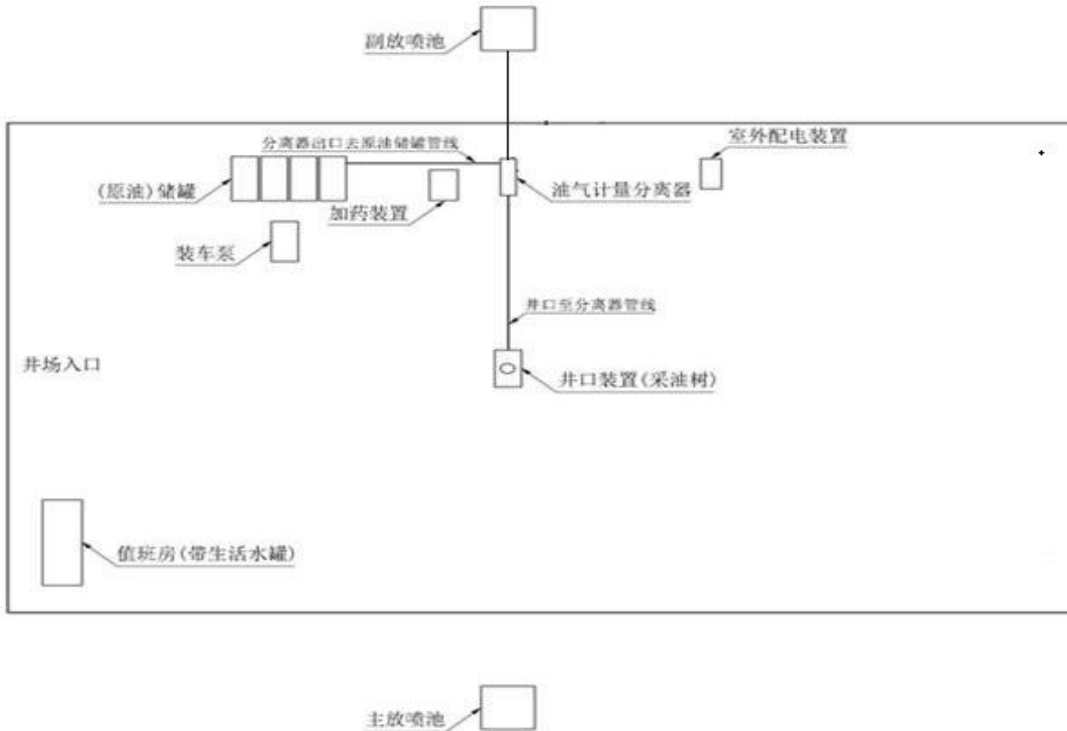 副放喷池
分离器出口去原油储罐管线
室外配电装置
(原油)储罐
加药装置
油气计量分离器
装车泵
井口至分离器管线
井场入口
井口装置(采油树)
值班房(带生活水罐)
主放喷池